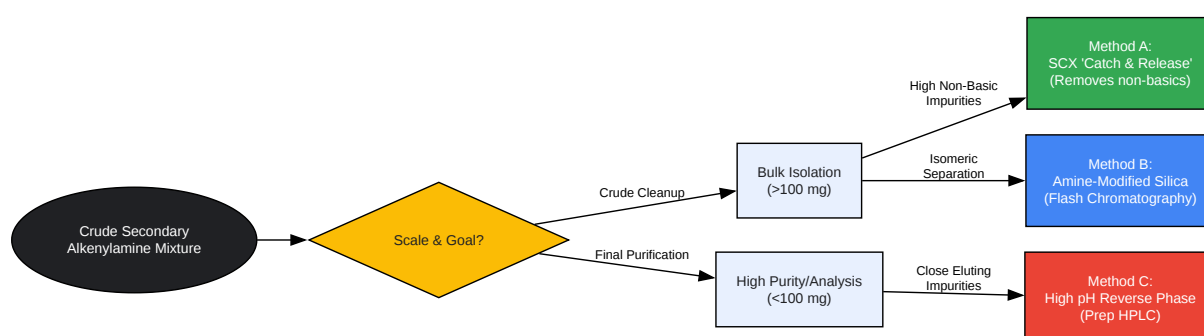 Crude Secondary
Alkenylamine Mixture
Scale & Goal?
Crude Cleanup
Final Purification
Bulk Isolation
(>100 mg)
High Purity/Analysis
(<100 mg)
High Non-Basic
Impurities
Isomeric
Separation
Close Eluting
Impurities
Method A:
SCX 'Catch & Release'
(Removes non-basics)
Method B:
Amine-Modified Silica
(Flash Chromatography)
Method C:
High pH Reverse Phase
(Prep HPLC)